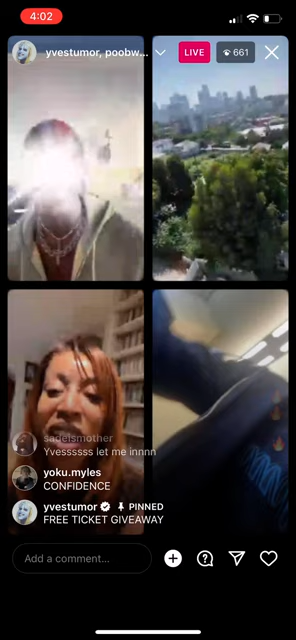 4:02
yvestumor, poobw...
LIVE
661
sadeismother
Yvessssss let me innnn
yoku.myles
CONFIDENCE
yvestumor PINNED
FREE TICKET GIVEAWAY
Add a comment...